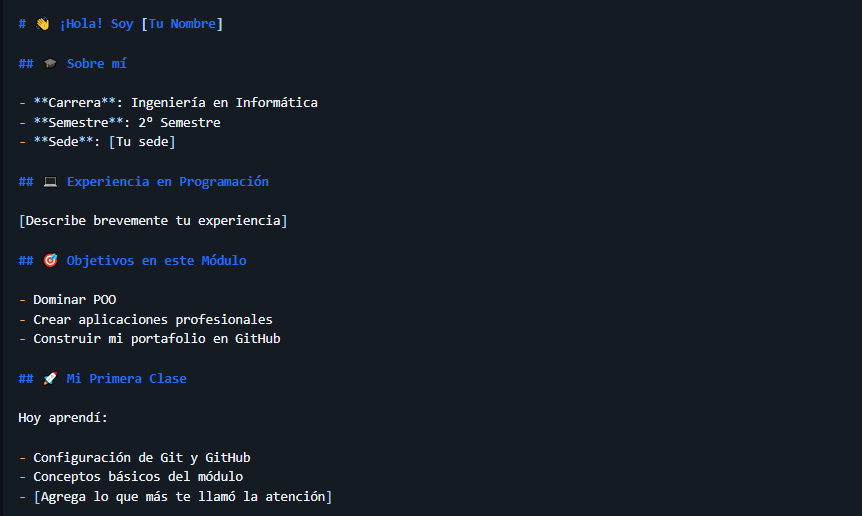 # 👋 ¡Hola! Soy [Tu Nombre]
## 🎓 Sobre mí
- **Carrera**: Ingeniería en Informática
- **Semestre**: 2º Semestre
- **Sede**: [Tu sede]
## 💻 Experiencia en Programación
[Describe brevemente tu experiencia]
## 🎯 Objetivos en este Módulo
- Dominar POO
- Crear aplicaciones profesionales
- Construir mi portafolio en GitHub
## 🚀 Mi Primera Clase
Hoy aprendí:
- Configuración de Git y GitHub
- Conceptos básicos del módulo
- [Agrega lo que más te llamó la atención]